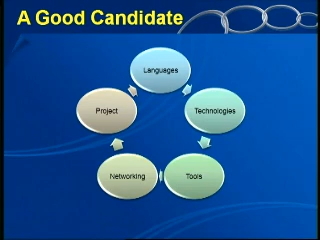 A Good Candidate
Languages
Technologies
Tools
Networking
Project